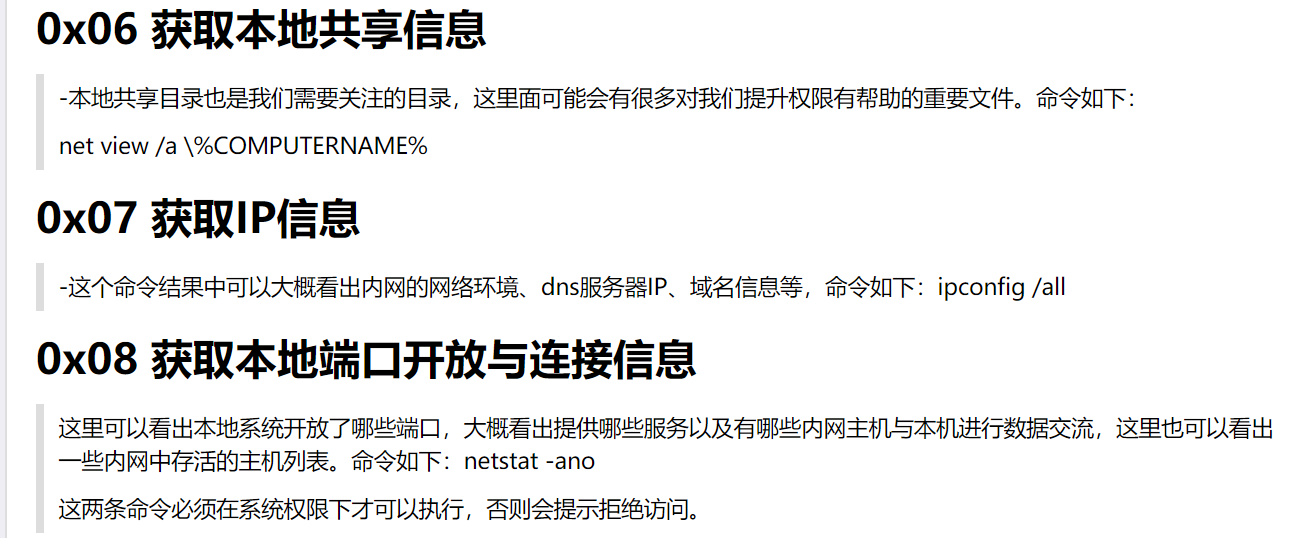 0x06 获取本地共享信息
-本地共享目录也是我们需要关注的目录，这里面可能会有很多对我们提升权限有帮助的重要文件。命令如下：
net view /a \%COMPUTERNAME%
0x07 获取IP信息
-这个命令结果中可以大概看出内网的网络环境、dns服务器IP、域名信息等，命令如下：ipconfig /all
0x08 获取本地端口开放与连接信息
这里可以看出本地系统开放了哪些端口，大概看出提供哪些服务以及有哪些内网主机与本机进行数据交流，这里也可以看出
一些内网中存活的主机列表。命令如下：netstat -ano
这两条命令必须在系统权限下才可以执行，否则会提示拒绝访问。